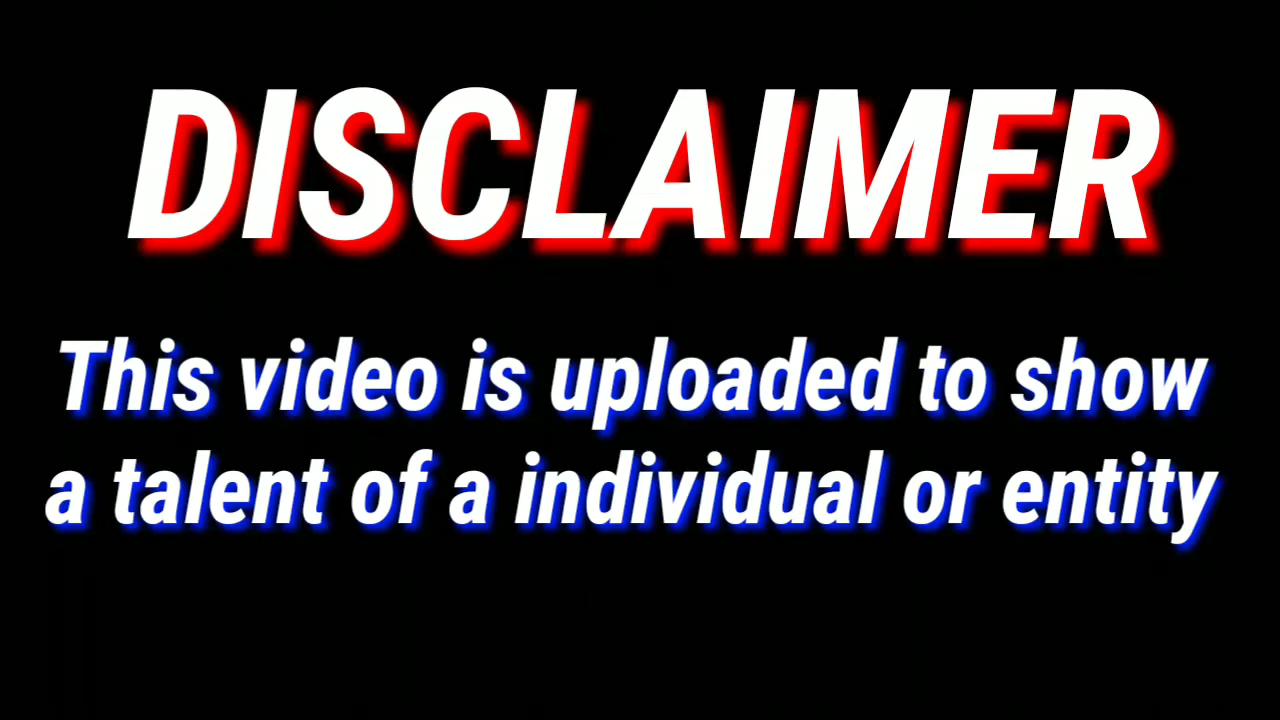 DISCLAIMER
This video is uploaded to show
a talent of a individual or entity